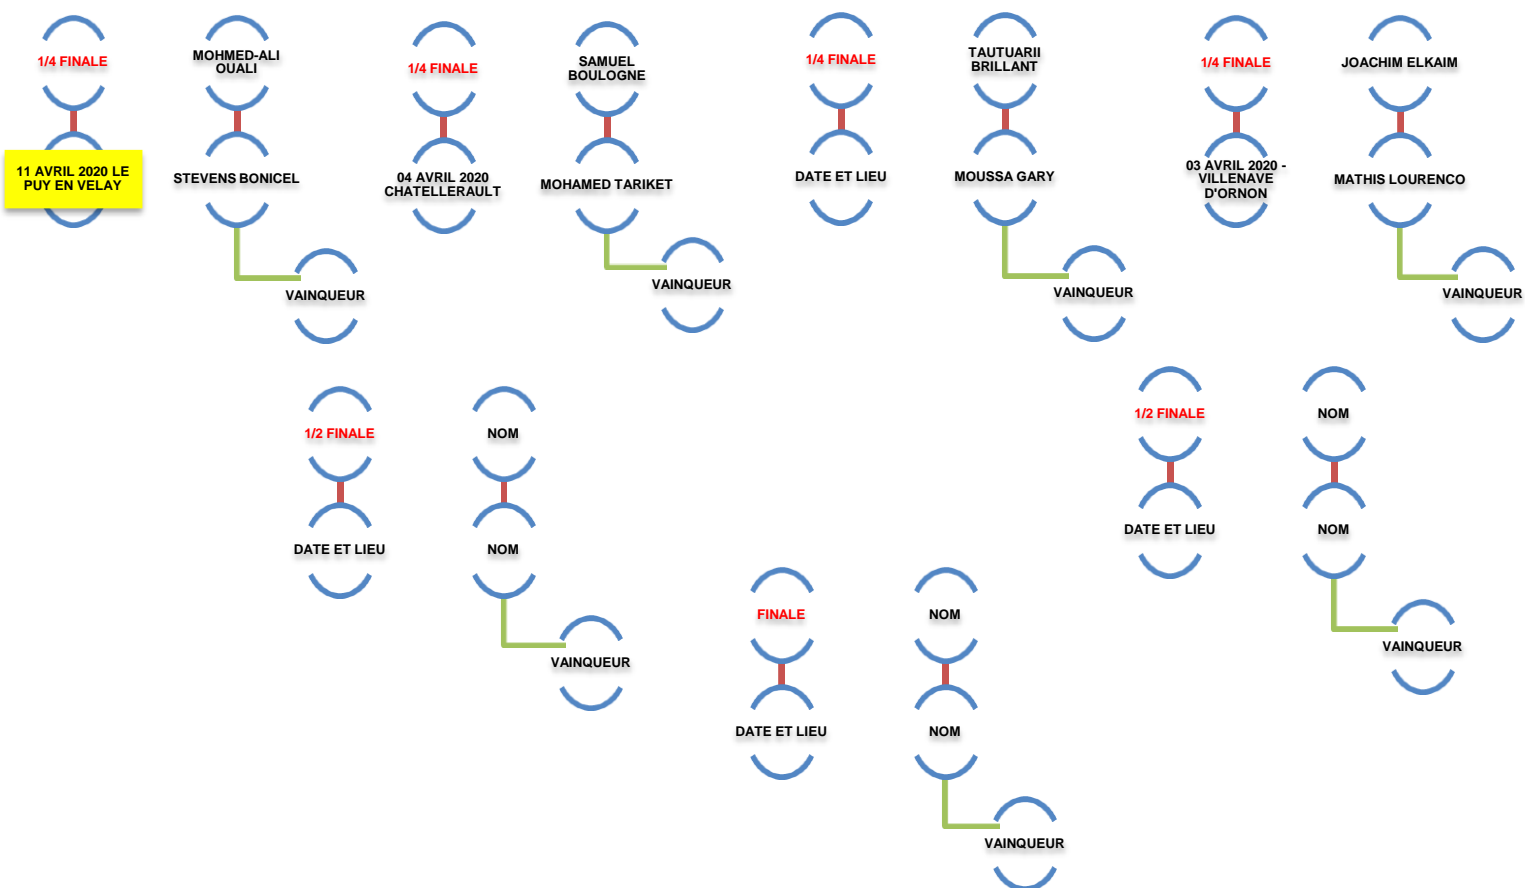 1/4 FINALE
11 AVRIL 2020 LE
PUY EN VELAY
MOHMED-ALI
OUALI
STEVENS BONICEL
VAINQUEUR
1/4 FINALE
04 AVRIL 2020
CHATELLERAULT
SAMUEL
BOULOGNE
MOHAMED TARIKET
VAINQUEUR
1/4 FINALE
DATE ET LIEU
TAUTUARII
BRILLANT
MOUSSA GARY
VAINQUEUR
1/4 FINALE
03 AVRIL 2020 -
VILLENAVE
D'ORNON
JOACHIM ELKAIM
MATHIS LOURENCO
VAINQUEUR
1/2 FINALE
DATE ET LIEU
NOM
NOM
VAINQUEUR
1/2 FINALE
DATE ET LIEU
NOM
NOM
VAINQUEUR
FINALE
DATE ET LIEU
NOM
NOM
VAINQUEUR